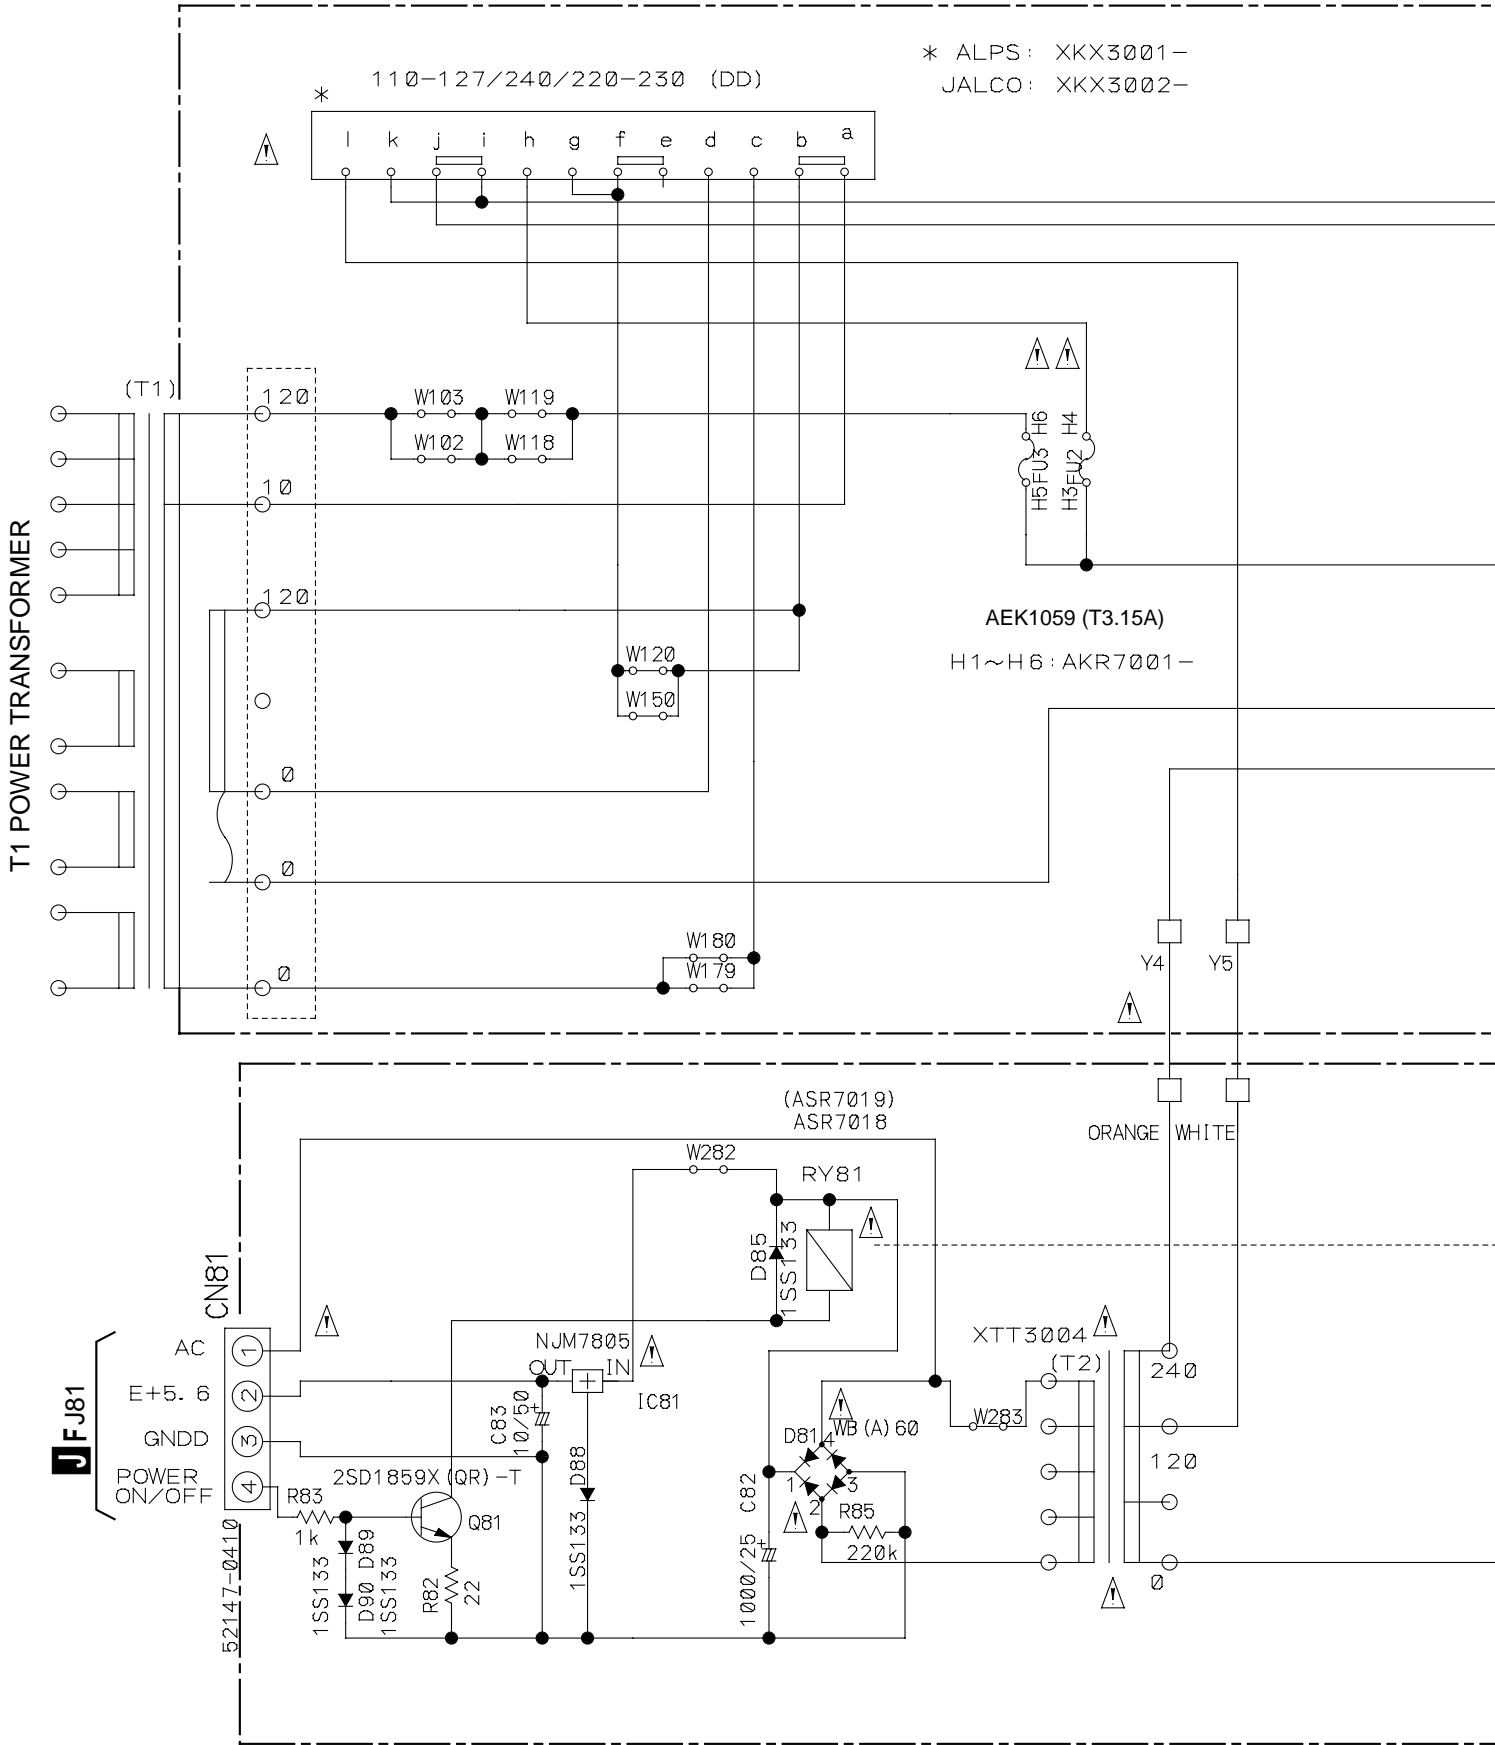 * ALPS: XKX3001-
JALCO: XKX3002-
110-127/240/220-230 (DD)
*
l k j i h g f e d c b a
(T1)
120
W103 W119
W102 W118
H6 H4
FU3 FU2
H5 H3
10
120
T1 POWER TRANSFORMER
AEK1059 (T3.15A)
H1~H6:AKR7001-
W120
W150
0
0
W180
W179
0
Y4 Y5
(ASR7019)
ASR7018
ORANGE WHITE
W282
RY81
D85
1SS133
CN81
AC 1
E+5.6 2
GNDD 3
POWER
ON/OFF 4
J FJ81
52147-0410
NJM7805
OUT IN
IC81
C83
10/50
+
XTT3004
(T2)
240
W283
120
0
D81 4
WB(A)60
1 3
2
C82
1000/25
+
R85
220k
2SD1859X(QR)-T
Q81
D88
1SS133
R83
1k
D89
1SS133
D90
1SS133
R82
22